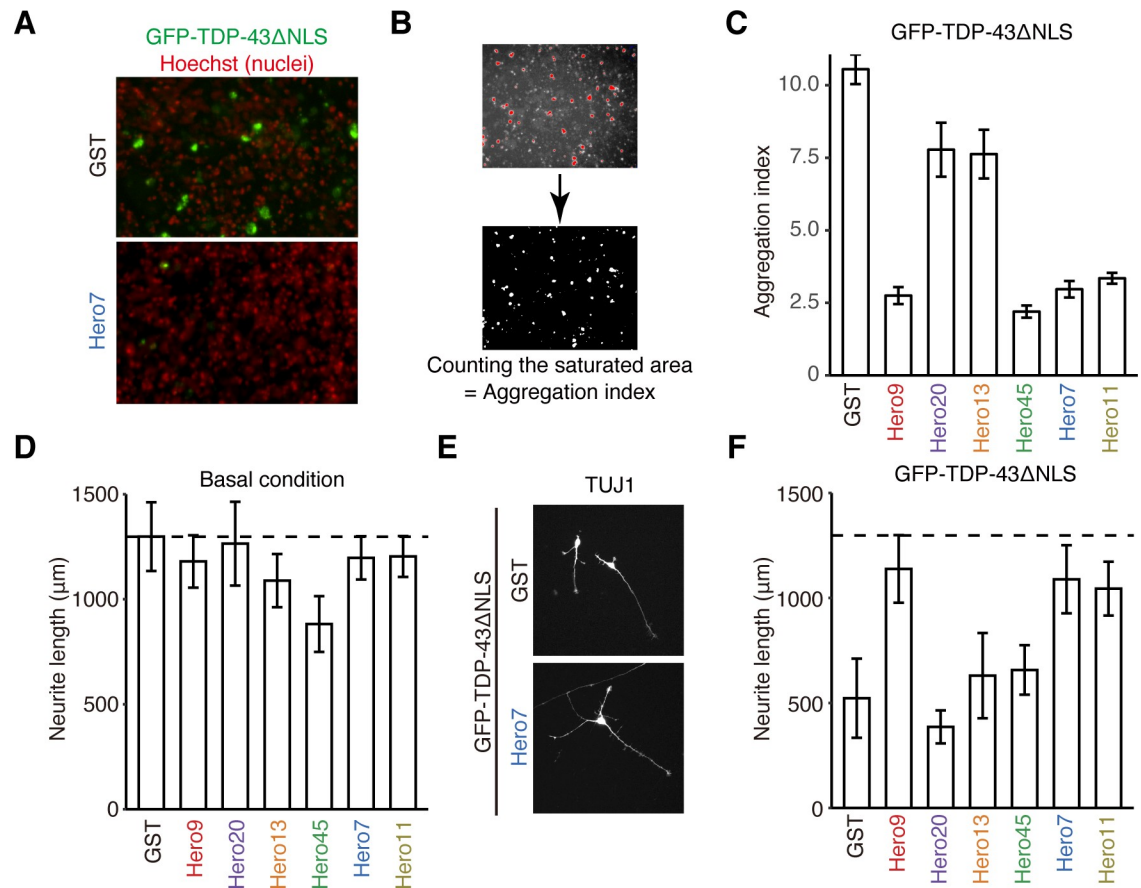 A
GFP-TDP-43ΔNLS
Hoechst (nuclei)
GST
Hero7
B
Counting the saturated area
= Aggregation index
C
GFP-TDP-43ΔNLS
Aggregation index
10.0
7.5
5.0
2.5
0
GST
Hero9
Hero20
Hero13
Hero45
Hero7
Hero11
D
Basal condition
Neurite length (µm)
1500
1000
500
0
GST
Hero9
Hero20
Hero13
Hero45
Hero7
Hero11
E
TUJ1
GFP-TDP-43ΔNLS
GST
Hero7
F
GFP-TDP-43ΔNLS
Neurite length (µm)
1500
1000
500
0
GST
Hero9
Hero20
Hero13
Hero45
Hero7
Hero11